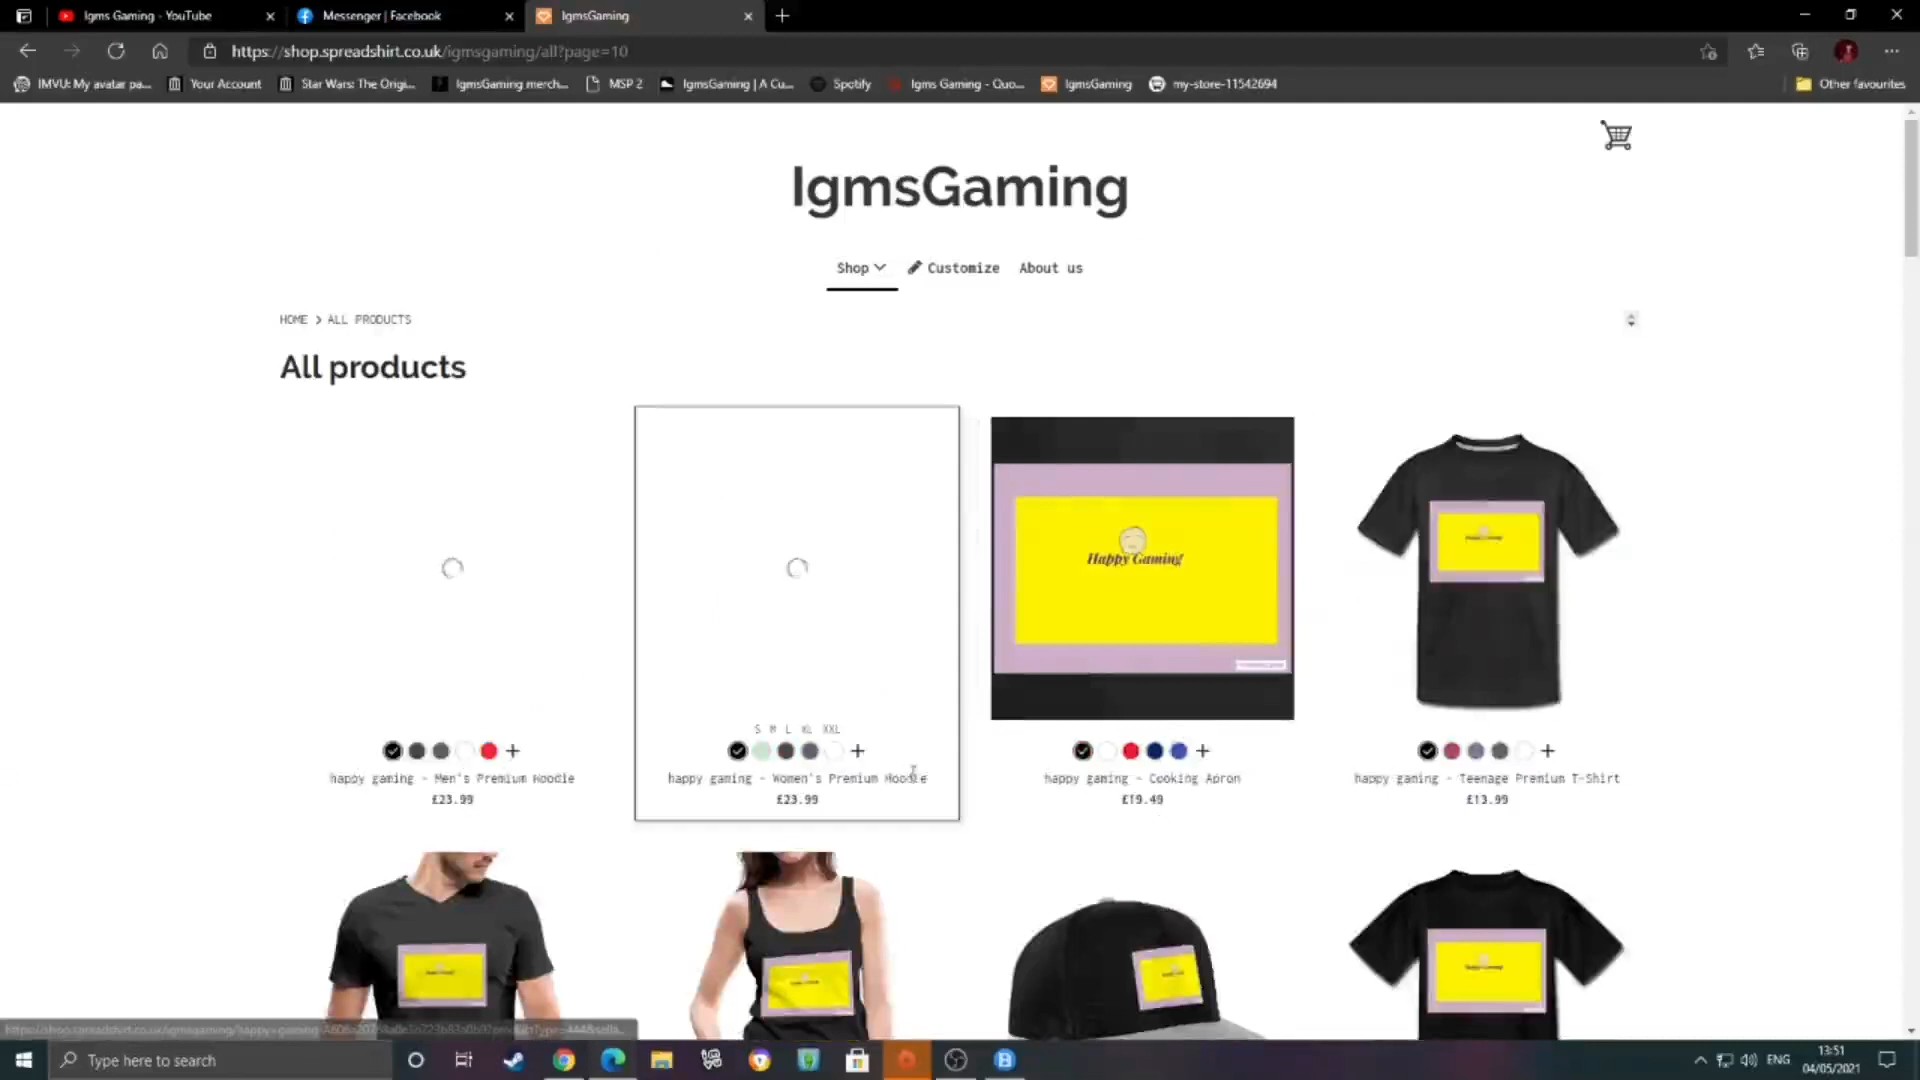 Igms Gaming - YouTube
Messenger | Facebook
IgmsGaming
https://shop.spreadshirt.co.uk/igmsgaming/all?page=10
IMVU: My avatar pa...
Your Account
Star Wars: The Origi...
IgmsGaming merch...
MSP 2
IgmsGaming | A Cu...
Spotify
Igms Gaming - Quo...
IgmsGaming
my-store-11542694
Other favourites
IgmsGaming
Shop
Customize
About us
HOME > ALL PRODUCTS
All products
Happy Gaming!
S M L XL XXL
happy gaming - Men's Premium Hoodie
£23.99
happy gaming - Women's Premium Hoodie
£23.99
happy gaming - Cooking Apron
£19.49
happy gaming - Teenage Premium T-Shirt
£13.99
Type here to search
ENG
13:51
04/05/2021